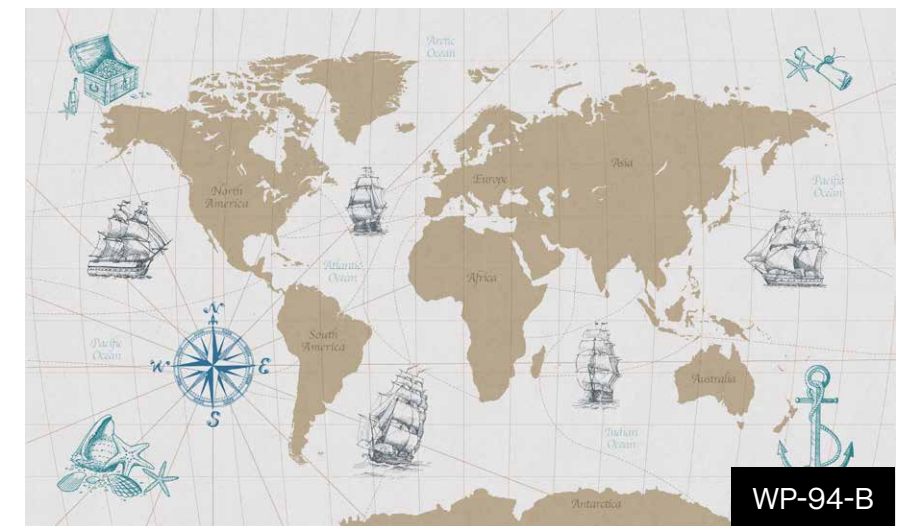 Arctic
Ocean
Asia
Europe
North
America
Pacific
Ocean
Atlantic
Ocean
Africa
N
South
America
Pacific
Ocean
W
E
Australia
S
Indian
Ocean
Antarctica
WP-94-B